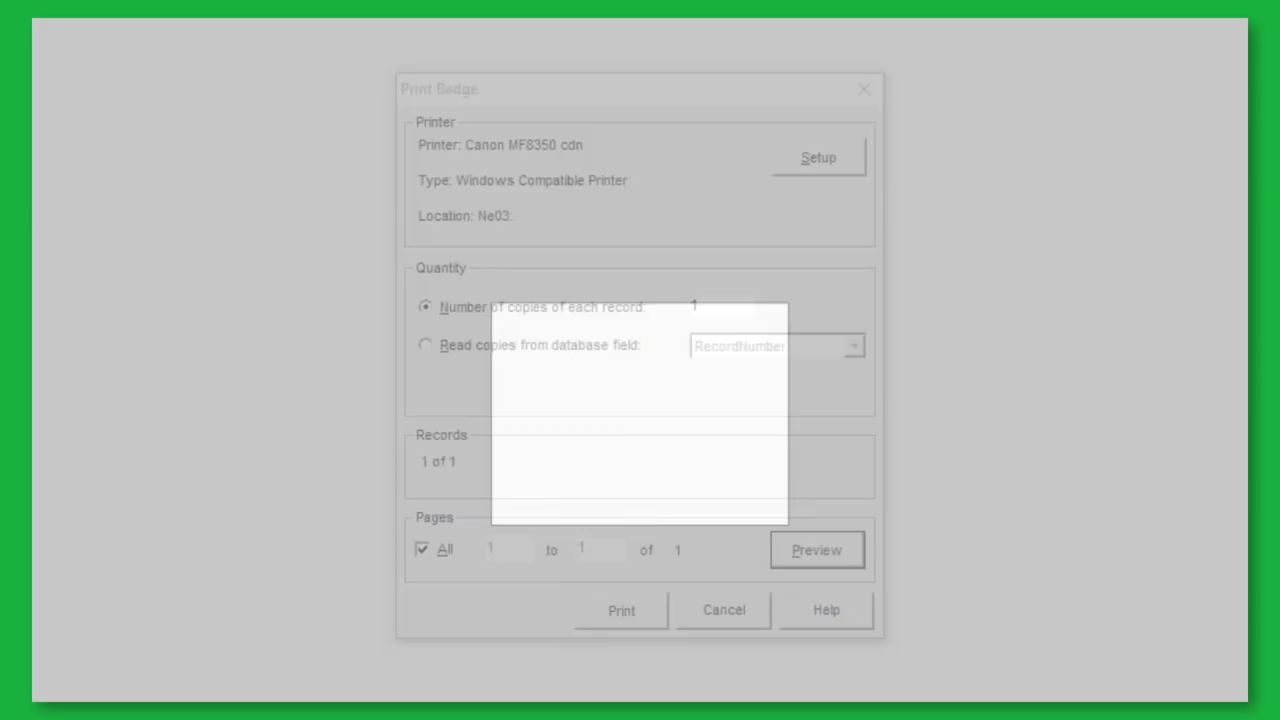 Print Badge
Printer
Printer: Canon MF8350 cdn
Setup
Type: Windows Compatible Printer
Location: Ne03:
Quantity
Number of copies of each record: 1
Read copies from database field: RecordNumber
Records
1 of 1
Pages
All 1 to 1 of 1 Preview
Print Cancel Help